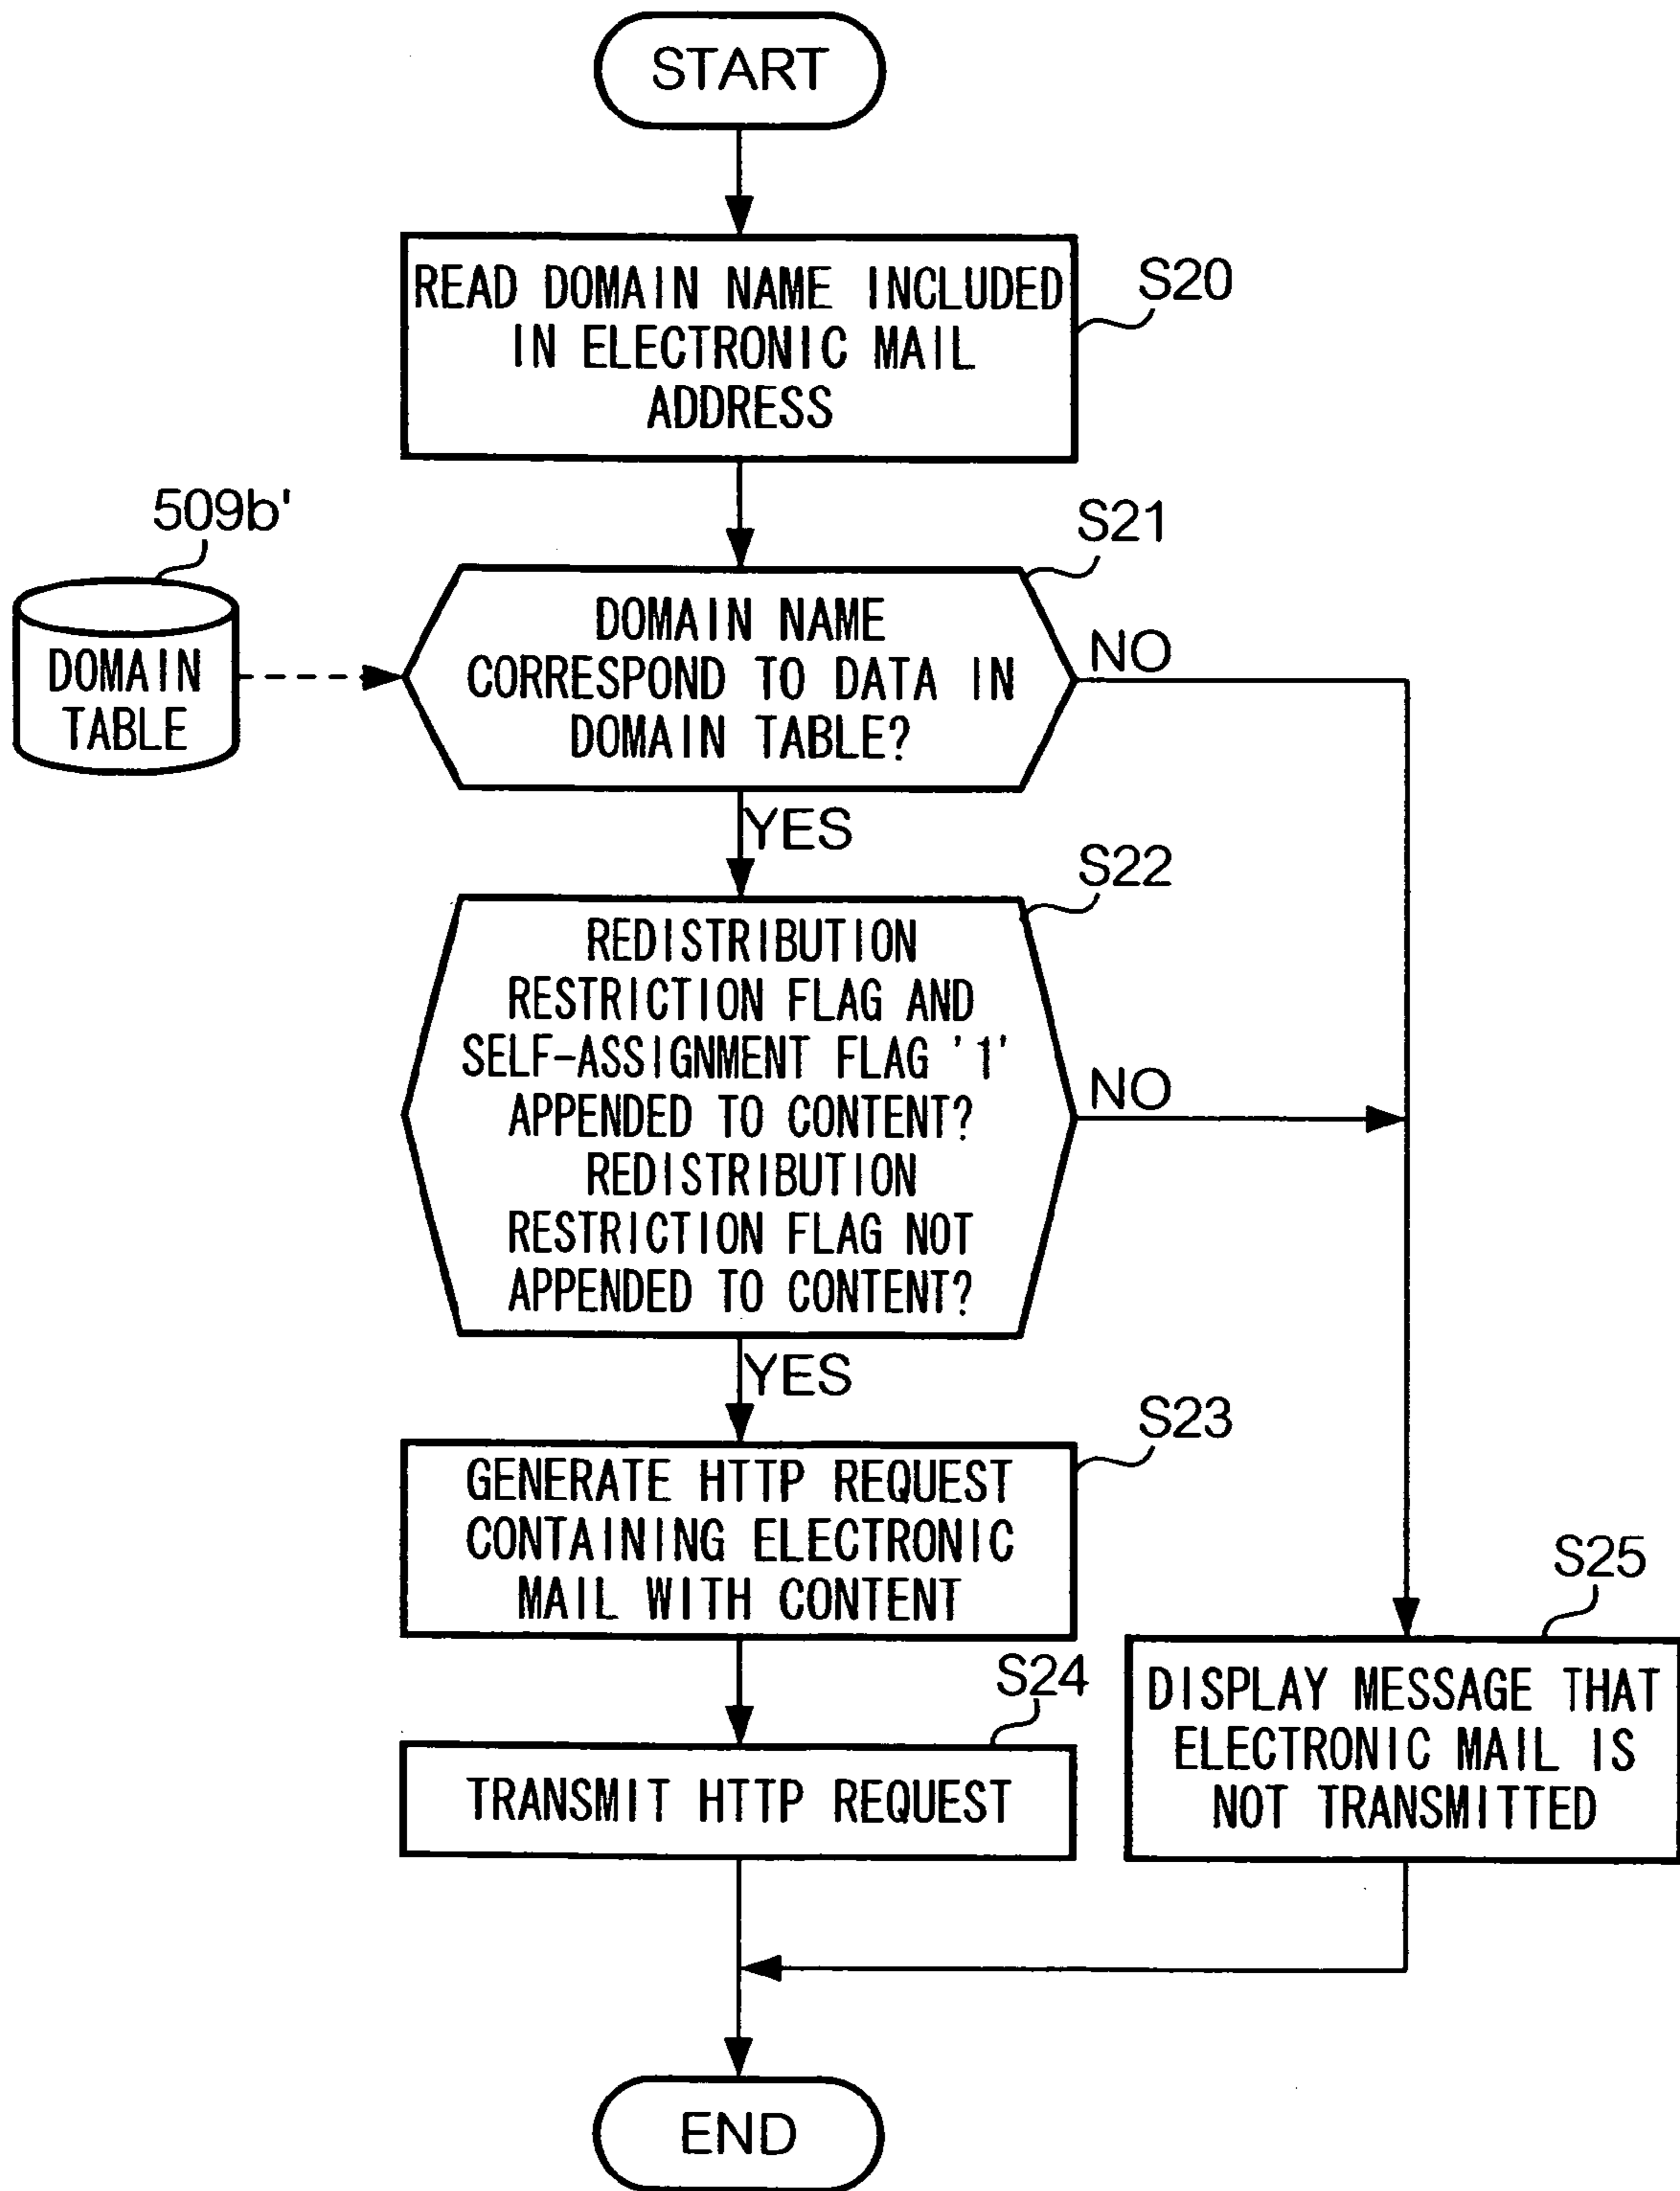 START
READ DOMAIN NAME INCLUDED
IN ELECTRONIC MAIL
ADDRESS
S20
509b'
DOMAIN
TABLE
S21
DOMAIN NAME
CORRESPOND TO DATA IN
DOMAIN TABLE?
NO
YES
S22
REDISTRIBUTION
RESTRICTION FLAG AND
SELF-ASSIGNMENT FLAG '1'
APPENDED TO CONTENT?
REDISTRIBUTION
RESTRICTION FLAG NOT
APPENDED TO CONTENT?
NO
YES
S23
GENERATE HTTP REQUEST
CONTAINING ELECTRONIC
MAIL WITH CONTENT
S24
TRANSMIT HTTP REQUEST
S25
DISPLAY MESSAGE THAT
ELECTRONIC MAIL IS
NOT TRANSMITTED
END